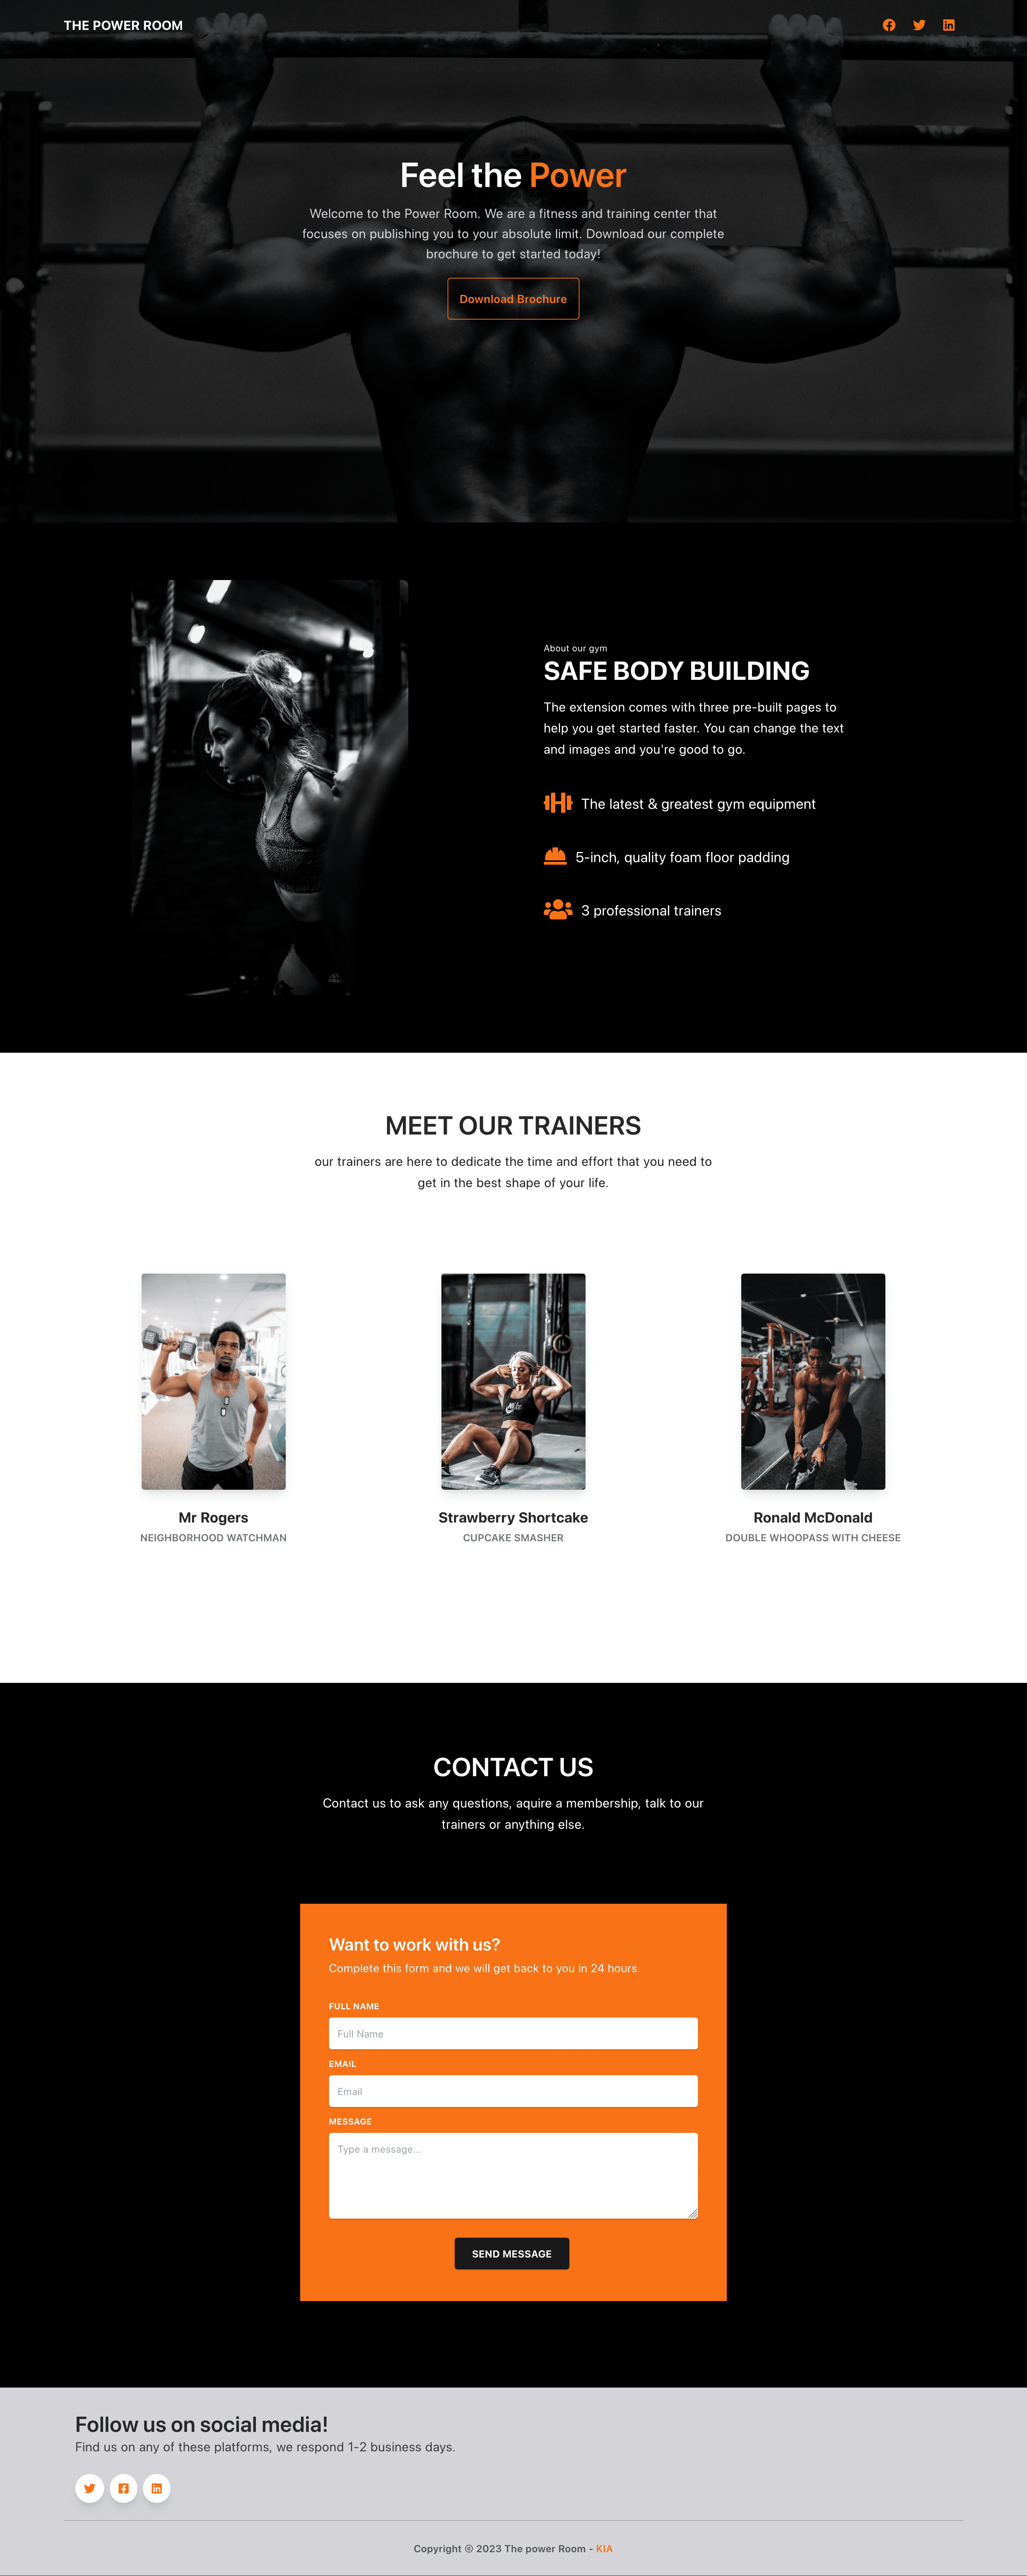 THE POWER ROOM
Feel the Power
Welcome to the Power Room. We are a fitness and training center that
focuses on publishing you to your absolute limit. Download our complete
brochure to get started today!
Download Brochure
About our gym
SAFE BODY BUILDING
The extension comes with three pre-built pages to
help you get started faster. You can change the text
and images and you're good to go.
The latest & greatest gym equipment
5-inch, quality foam floor padding
3 professional trainers
MEET OUR TRAINERS
our trainers are here to dedicate the time and effort that you need to
get in the best shape of your life.
Mr Rogers
NEIGHBORHOOD WATCHMAN
Strawberry Shortcake
CUPCAKE SMASHER
Ronald McDonald
DOUBLE WHOOPASS WITH CHEESE
CONTACT US
Contact us to ask any questions, aquire a membership, talk to our
trainers or anything else.
Want to work with us?
Complete this form and we will get back to you in 24 hours.
FULL NAME
Full Name
EMAIL
Email
MESSAGE
Type a message...
SEND MESSAGE
Follow us on social media!
Find us on any of these platforms, we respond 1-2 business days.
Copyright © 2023 The power Room - KIA